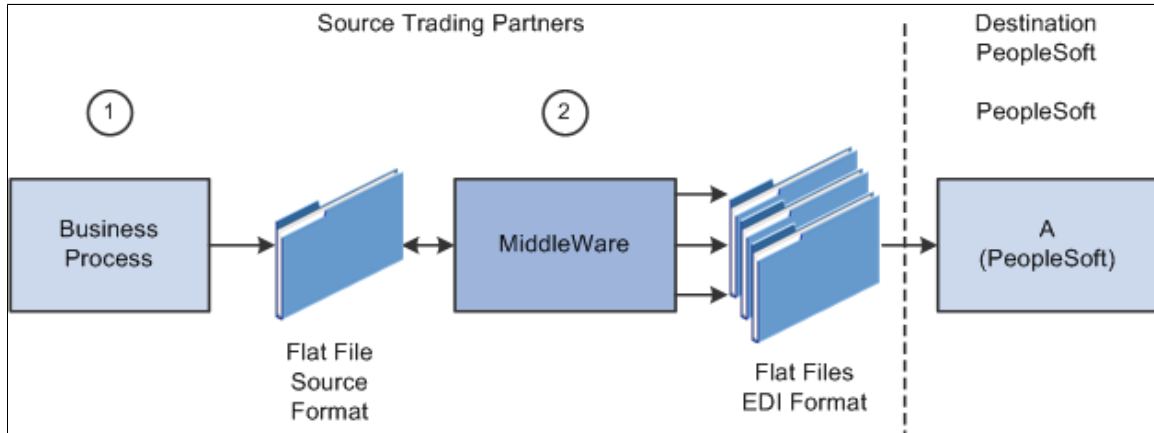 Source Trading Partners
Destination
PeopleSoft
PeopleSoft
1
2
Business
Process
MiddleWare
A
(PeopleSoft)
Flat File
Source
Format
Flat Files
EDI Format